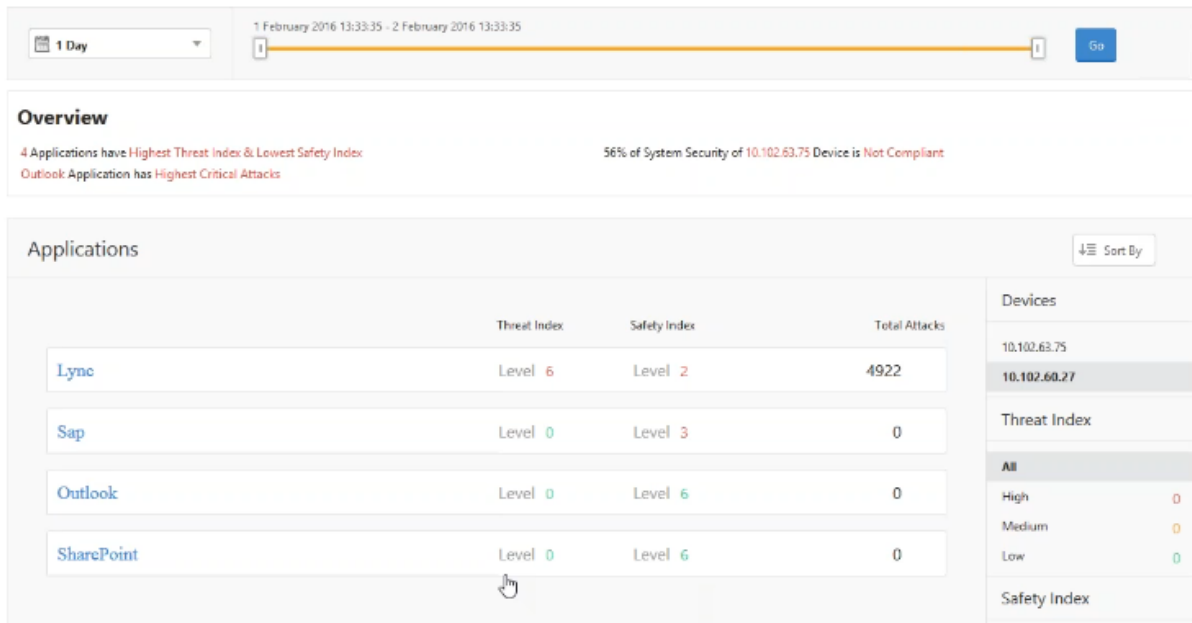 1 February 2016 13:33:35 - 2 February 2016 13:33:35
1 Day
Go
Overview
4 Applications have Highest Threat Index & Lowest Safety Index
56% of System Security of 10.102.63.75 Device is Not Compliant
Outlook Application has Highest Critical Attacks
Applications
Sort By
Threat Index Safety Index Total Attacks
Lync Level 6 Level 2 4922
Sap Level 0 Level 3 0
Outlook Level 0 Level 6 0
SharePoint Level 0 Level 6 0
Devices
10.102.63.75
10.102.60.27
Threat Index
All
High 0
Medium 0
Low 0
Safety Index